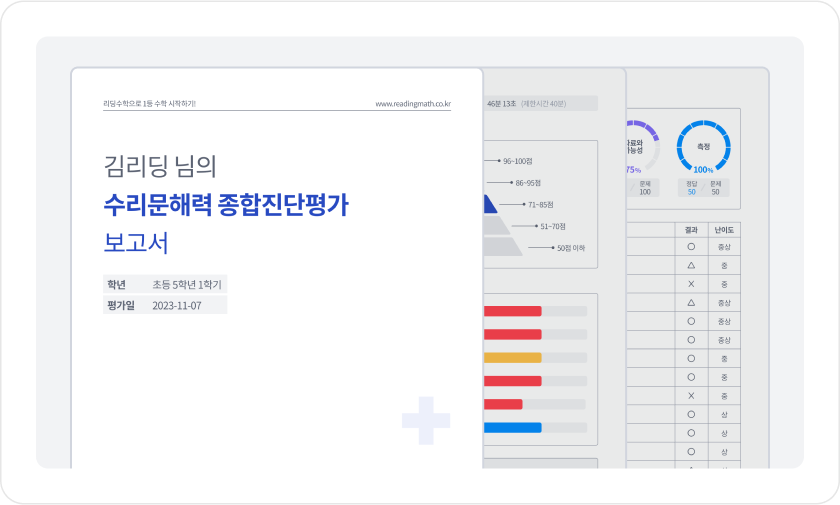 리딩수학으로 1등 수학 시작하기!
www.readingmath.co.kr
김리딩 님의
수리문해력 종합진단평가
보고서
학년 초등 5학년 1학기
평가일 2023-11-07
46분 13초 (제한시간 40분)
96~100점
86~95점
71~85점
51~70점
50점 이하
75%
문제
100
측정
100%
정답 문제
50 50
결과 난이도
중상
중
중
중상
중상
중상
중
중
중
상
상
상